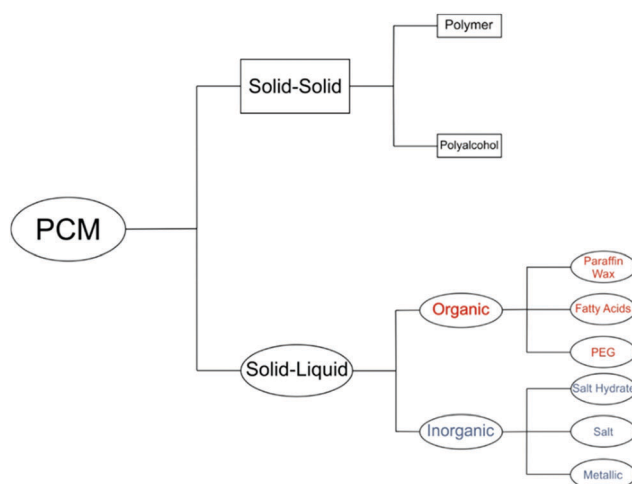 Polymer
Solid-Solid
Polyalcohol
PCM
Paraffin
Wax
Organic
Fatty Acids
PEG
Solid-Liquid
Salt Hydrate
Inorganic
Salt
Metallic